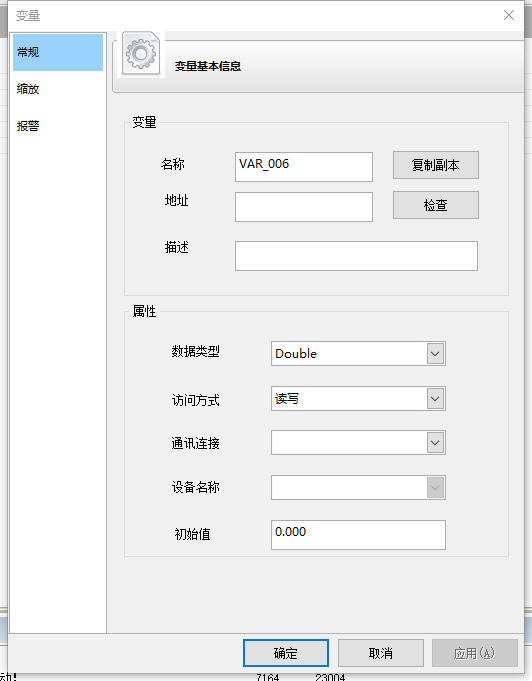 变量
常规
缩放
报警
变量基本信息
变量
名称
VAR_006
复制副本
地址
检查
描述
属性
数据类型
Double
访问方式
读写
通讯连接
设备名称
初始值
0.000
确定
取消
应用(A)
动!
7164
23004